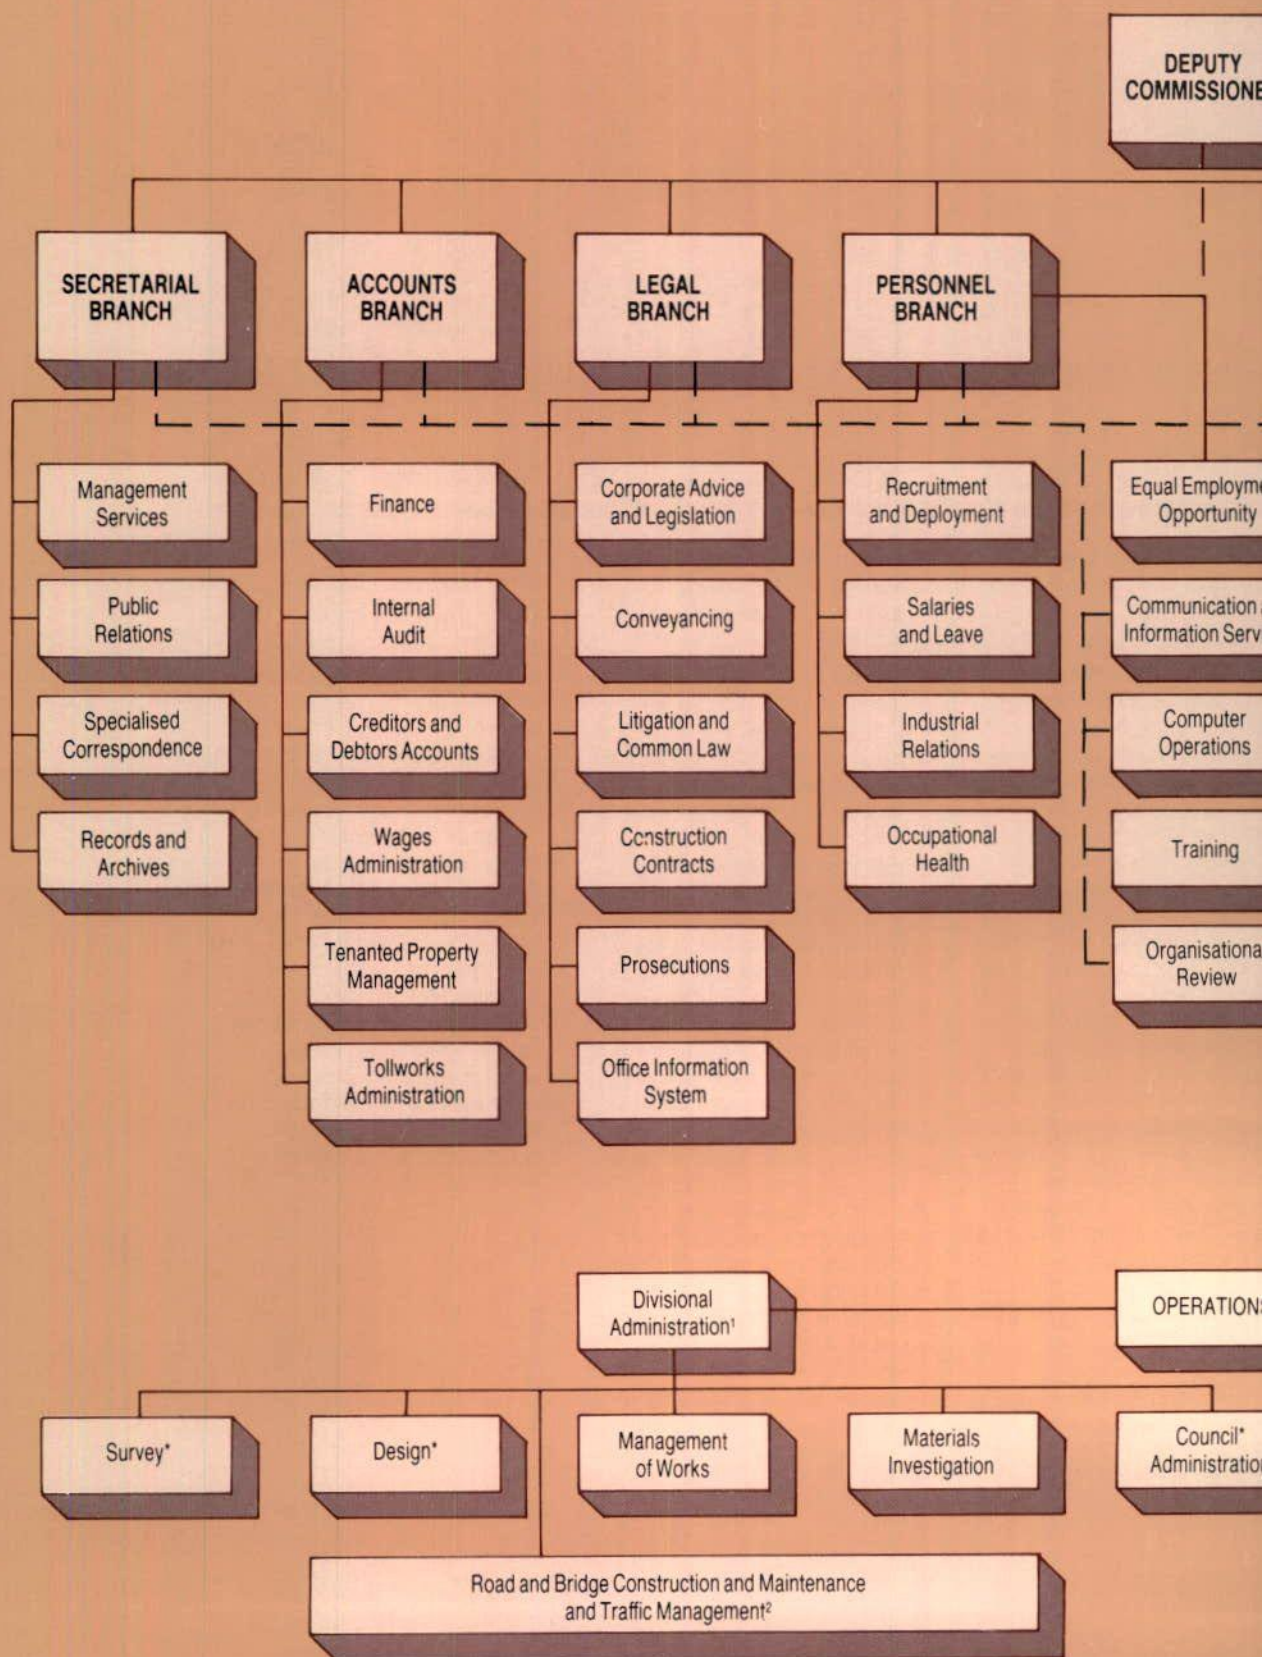 DEPUTY
SECRETARIAL
BRANCH
ACCOUNTS
BRANCH
LEGAL
BRANCH
PERSONNEL
BRANCH
Management
Services
Public
Relations
Specialised
Correspondence
Records and
Archives
Finance
Internal
Audit
Creditors and
Debtors Accounts
Wages
Administration
Tenanted Property
Management
Tollworks
Administration
Corporate Advice
and Legislation
Conveyancing
Litigation and
Common Law
Construction
Contracts
Prosecutions
Office Information
System
Recruitment
and Deployment
Salaries
and Leave
Industrial
Relations
Occupational
Health
Equal
Opportunity
Communication
Information
Computer
Operations
Training
Review
Divisional
Administration¹
Survey*
Design*
Management
of Works
Materials
Investigation
Council*
Road and Bridge Construction and Maintenance
and Traffic Management²